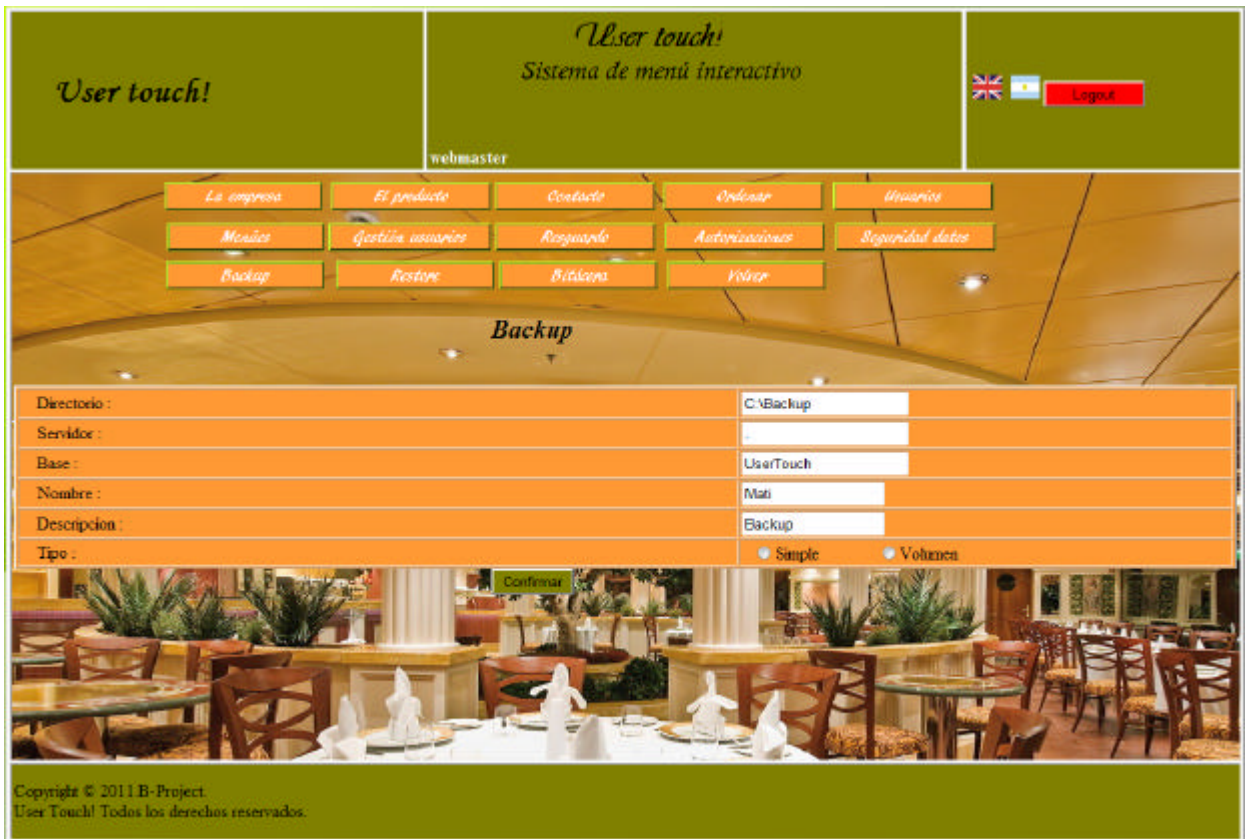 User touch!
User touch!
Sistema de menú interactivo
webmaster
Logout
La empresa
El producto
Contacto
Ordenar
Usuarios
Menúes
Gestión usuarios
Resguardo
Autorizaciones
Seguridad datos
Backup
Restore
Bitácora
Volver
Backup
Directorio : C:\Backup
Servidor : .
Base : UserTouch
Nombre : Mati
Descripcion : Backup
Tipo : Simple Volumen
Confirmar
Copyright © 2011.B-Project.
User Touch! Todos los derechos reservados.